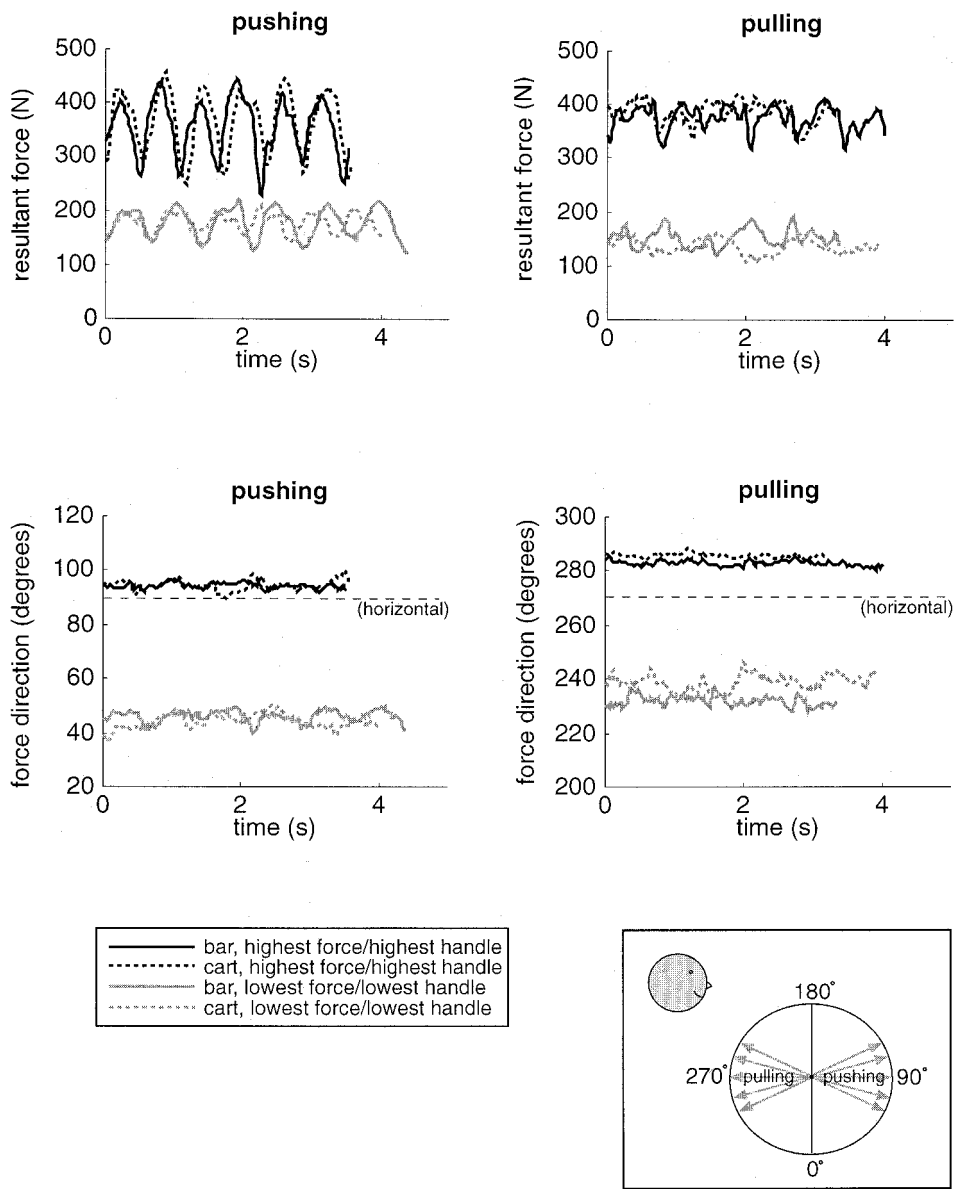 pushing
500
400
300
200
100
0
resultant force (N)
0 2 4
time (s)
pulling
500
400
300
200
100
0
resultant force (N)
0 2 4
time (s)
pushing
120
100
80
60
40
20
force direction (degrees)
(horizontal)
0 2 4
time (s)
pulling
300
280
260
240
220
200
force direction (degrees)
(horizontal)
0 2 4
time (s)
bar, highest force/highest handle
cart, highest force/highest handle
bar, lowest force/lowest handle
cart, lowest force/lowest handle
180°
270° pulling pushing 90°
0°